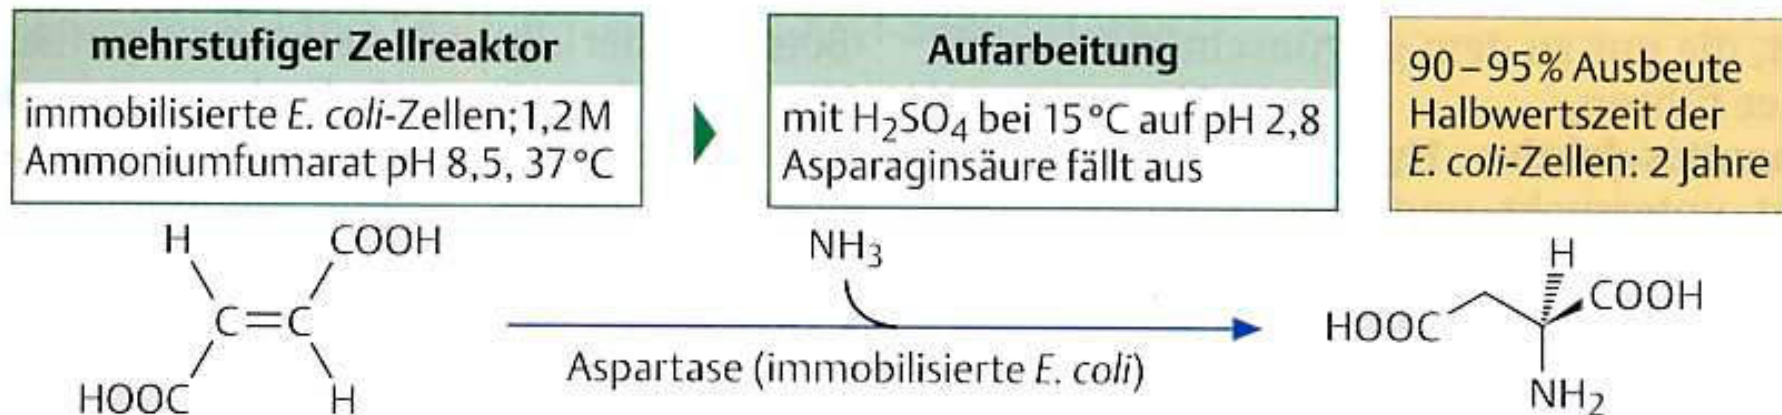 mehrstufiger Zellreaktor
immobilisierte E. coli-Zellen; 1,2 M
Ammoniumfumarat pH 8,5, 37 °C
Aufarbeitung
mit H₂SO₄ bei 15 °C auf pH 2,8
Asparaginsäure fällt aus
90 – 95 % Ausbeute
Halbwertszeit der
E. coli-Zellen: 2 Jahre
H COOH
C=C
HOOC H
NH₃
Aspartase (immobilisierte E. coli)
H
COOH
HOOC
NH₂